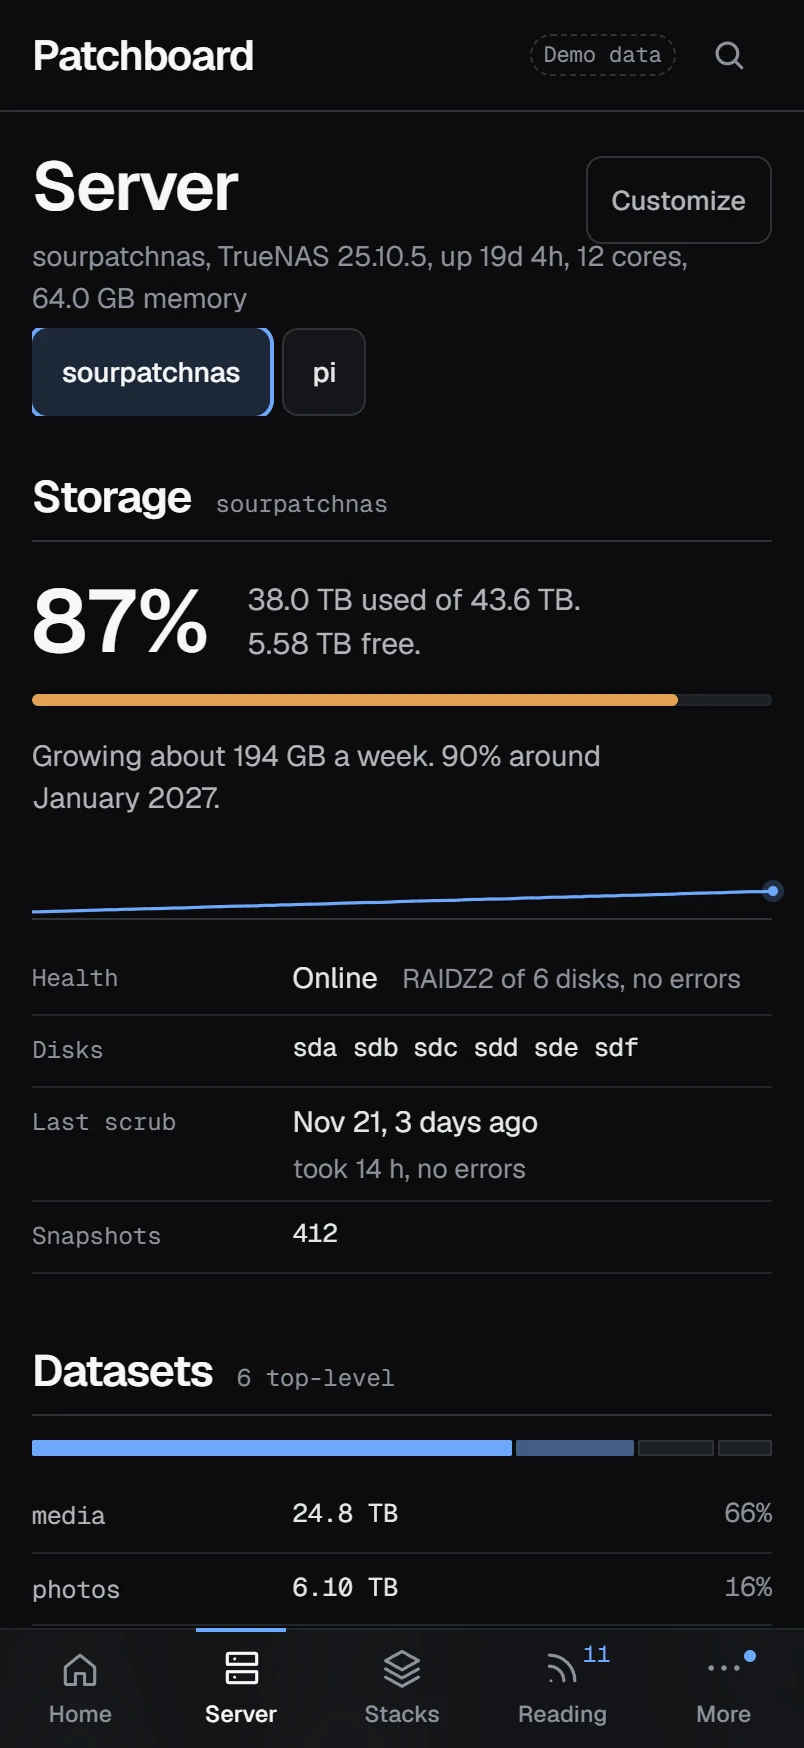 Patchboard
Demo data
Server
Customize
sourpatchnas, TrueNAS 25.10.5, up 19d 4h, 12 cores,
64.0 GB memory
sourpatchnas
pi
Storage sourpatchnas
87%
38.0 TB used of 43.6 TB.
5.58 TB free.
Growing about 194 GB a week. 90% around
January 2027.
Health Online RAIDZ2 of 6 disks, no errors
Disks sda sdb sdc sdd sde sdf
Last scrub Nov 21, 3 days ago
took 14 h, no errors
Snapshots 412
Datasets 6 top-level
media 24.8 TB 66%
photos 6.10 TB 16%
11
Home Server Stacks Reading More